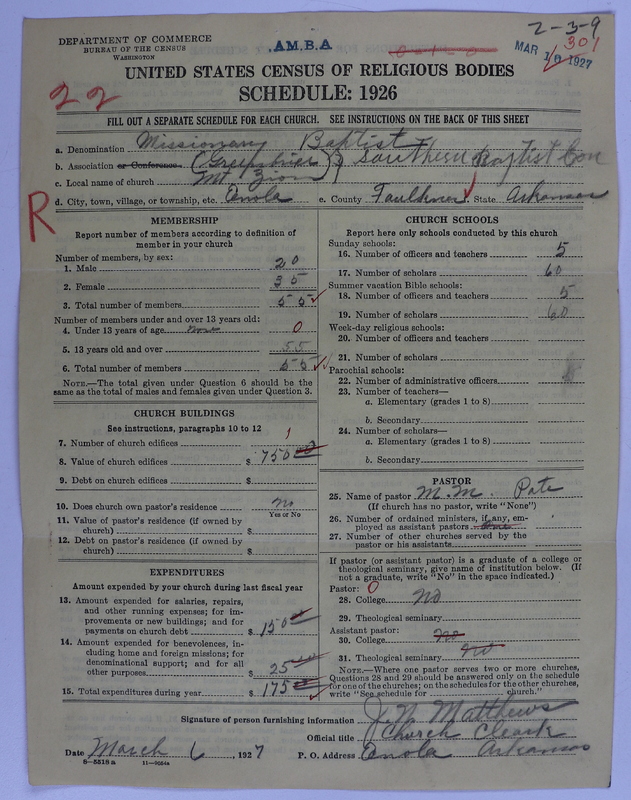 DEPARTMENT OF COMMERCE
BUREAU OF THE CENSUS
WASHINGTON
.A.M.B.A
2-3-9
301
MAR 10 1927
UNITED STATES CENSUS OF RELIGIOUS BODIES
SCHEDULE: 1926
22
FILL OUT A SEPARATE SCHEDULE FOR EACH CHURCH. SEE INSTRUCTIONS ON THE BACK OF THIS SHEET
a. Denomination Missionary Baptist
b. Association or Conference Southern Baptist Con
c. Local name of church Mt Zion
d. City, town, village, or township, etc. Enola e. County Faulkner State Arkansas
R
MEMBERSHIP
Report number of members according to definition of
member in your church
Number of members, by sex:
1. Male 20
2. Female 35
3. Total number of members 55
Number of members under and over 13 years old:
4. Under 13 years of age none 0
5. 13 years old and over 55
6. Total number of members 55
NOTE.—The total given under Question 6 should be the
same as the total of males and females given under Question 3.
CHURCH BUILDINGS
See instructions, paragraphs 10 to 12
7. Number of church edifices 1
8. Value of church edifices $ 750 00
9. Debt on church edifices $
10. Does church own pastor's residence no
Yes or No
11. Value of pastor's residence (if owned by
church) $
12. Debt on pastor's residence (if owned by
church) $
EXPENDITURES
Amount expended by your church during last fiscal year
13. Amount expended for salaries, repairs,
and other running expenses; for im-
provements or new buildings; and for
payments on church debt $ 150
14. Amount expended for benevolences, in-
cluding home and foreign missions; for
denominational support; and for all
other purposes $ 25
15. Total expenditures during year $ 175
CHURCH SCHOOLS
Report here only schools conducted by this church
Sunday schools:
16. Number of officers and teachers 5
17. Number of scholars 60
Summer vacation Bible schools:
18. Number of officers and teachers 5
19. Number of scholars 60
Week-day religious schools:
20. Number of officers and teachers
21. Number of scholars
Parochial schools:
22. Number of administrative officers
23. Number of teachers—
a. Elementary (grades 1 to 8)
b. Secondary
24. Number of scholars—
a. Elementary (grades 1 to 8)
b. Secondary
PASTOR
25. Name of pastor M. M. Pate
(If church has no pastor, write "None")
26. Number of ordained ministers, if any, em-
ployed as assistant pastors
27. Number of other churches served by the
pastor or his assistants
If pastor (or assistant pastor) is a graduate of a college or
theological seminary, give name of institution below. (If
not a graduate, write "No" in the space indicated.)
Pastor: 0
28. College No
29. Theological seminary
Assistant pastor:
30. College no
31. Theological seminary no
NOTE.—Where one pastor serves two or more churches,
Questions 28 and 29 should be answered only on the schedule
for one of the churches; on the schedules for the other churches,
write "See schedule for church."
Signature of person furnishing information J. N. Matthews
Official title Church Cleark
Date March 6, 1927 P. O. Address Enola Arkansas
8—5518 a 11—9264a